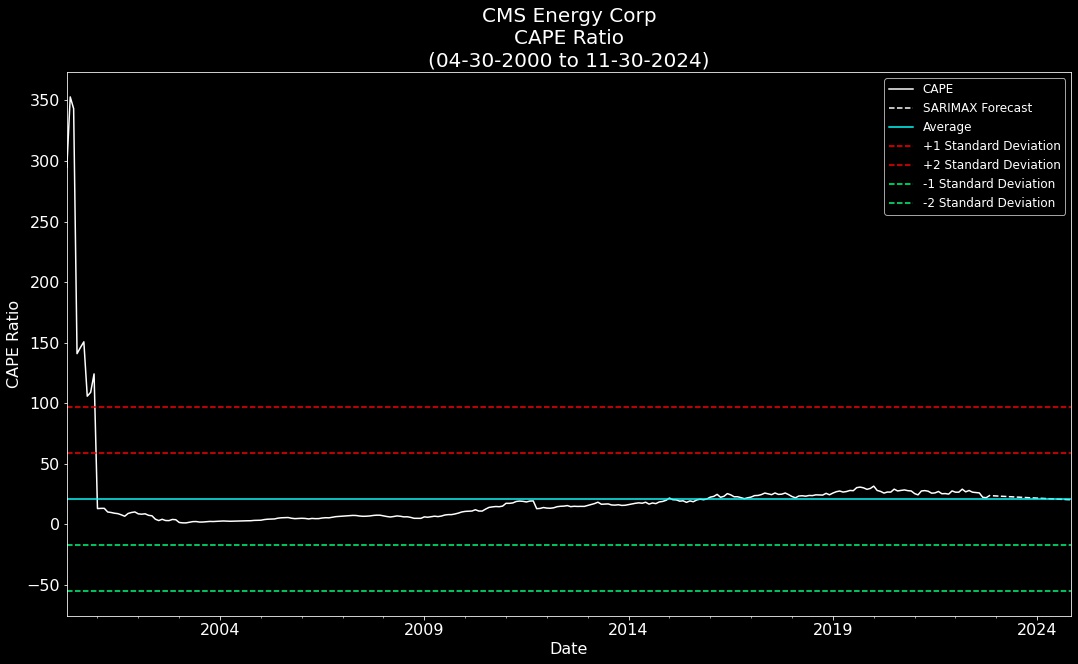 CMS Energy Corp
CAPE Ratio
(04-30-2000 to 11-30-2024)
CAPE
SARIMAX Forecast
Average
+1 Standard Deviation
+2 Standard Deviation
-1 Standard Deviation
-2 Standard Deviation
350
300
250
200
150
100
50
0
−50
CAPE Ratio
2004
2009
2014
2019
2024
Date